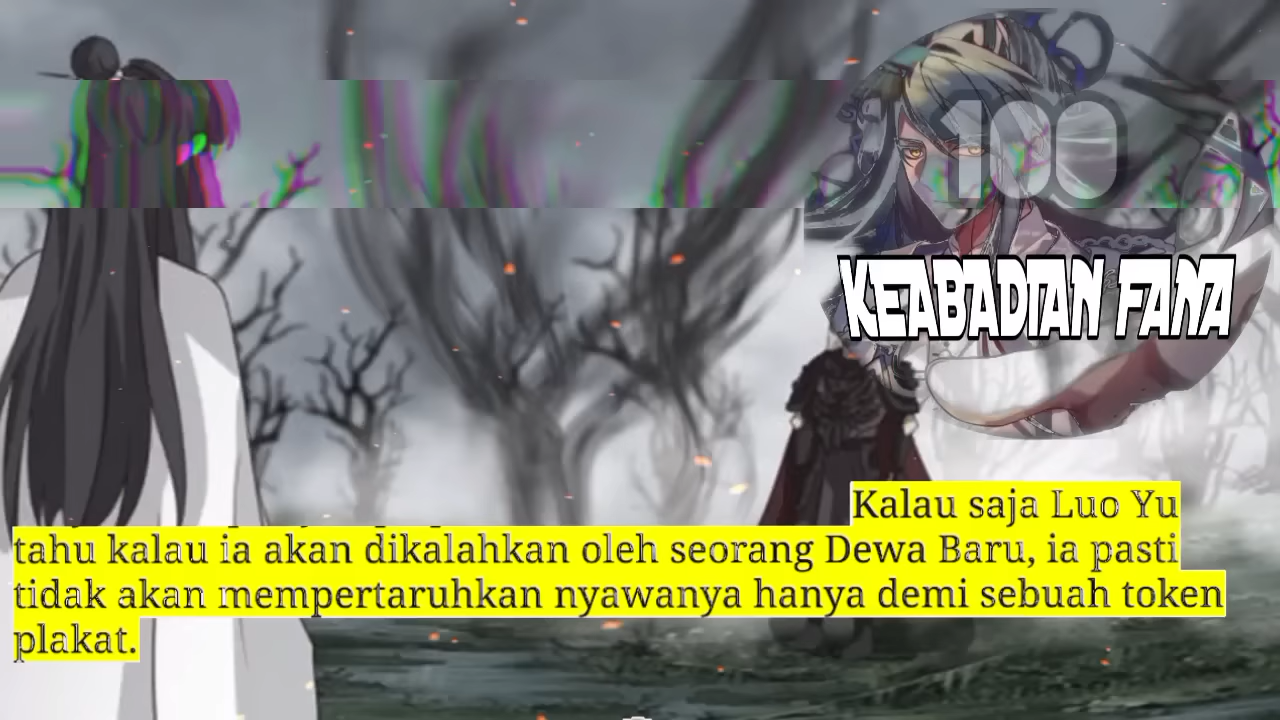 100
KEABADIAN FANA
Kalau saja Luo Yu
tahu kalau ia akan dikalahkan oleh seorang Dewa Baru, ia pasti
tidak akan mempertaruhkan nyawanya hanya demi sebuah token
plakat.